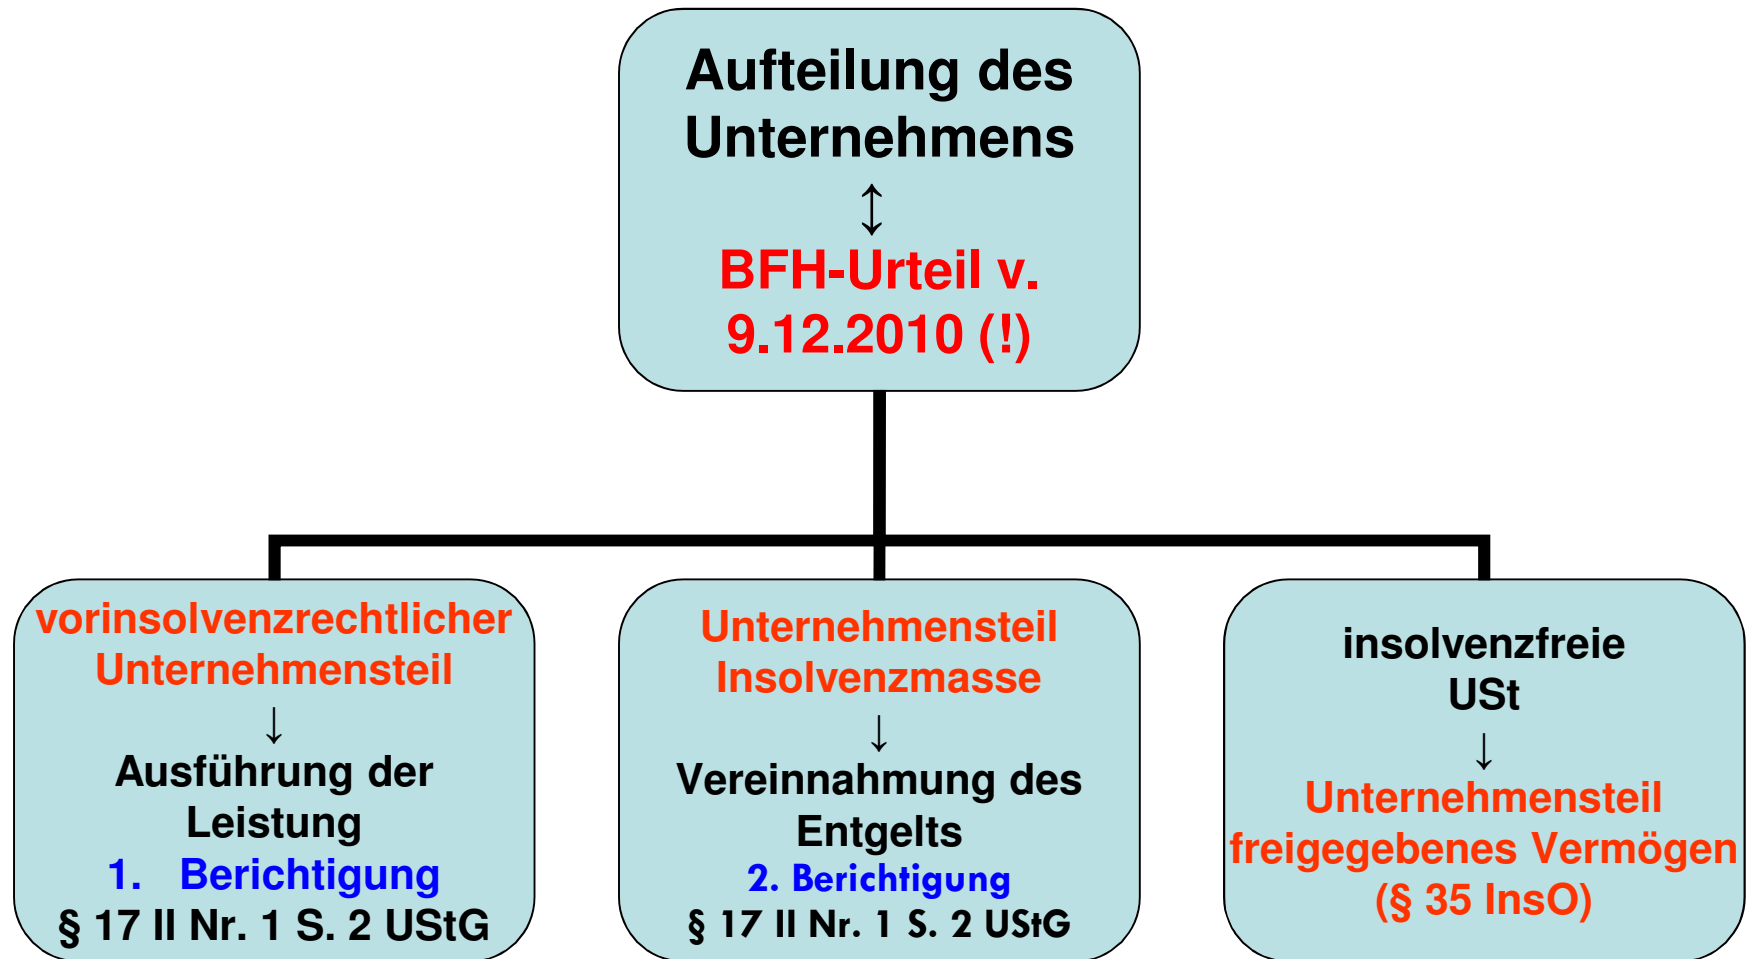 Aufteilung des
Unternehmens
↕
BFH-Urteil v.
9.12.2010 (!)
vorinsolvenzrechtlicher
Unternehmensteil
↓
Ausführung der
Leistung
1. Berichtigung
§ 17 II Nr. 1 S. 2 UStG
Unternehmensteil
Insolvenzmasse
↓
Vereinnahmung des
Entgelts
2. Berichtigung
§ 17 II Nr. 1 S. 2 UStG
insolvenzfreie
USt
↓
Unternehmensteil
freigegebenes Vermögen
(§ 35 InsO)